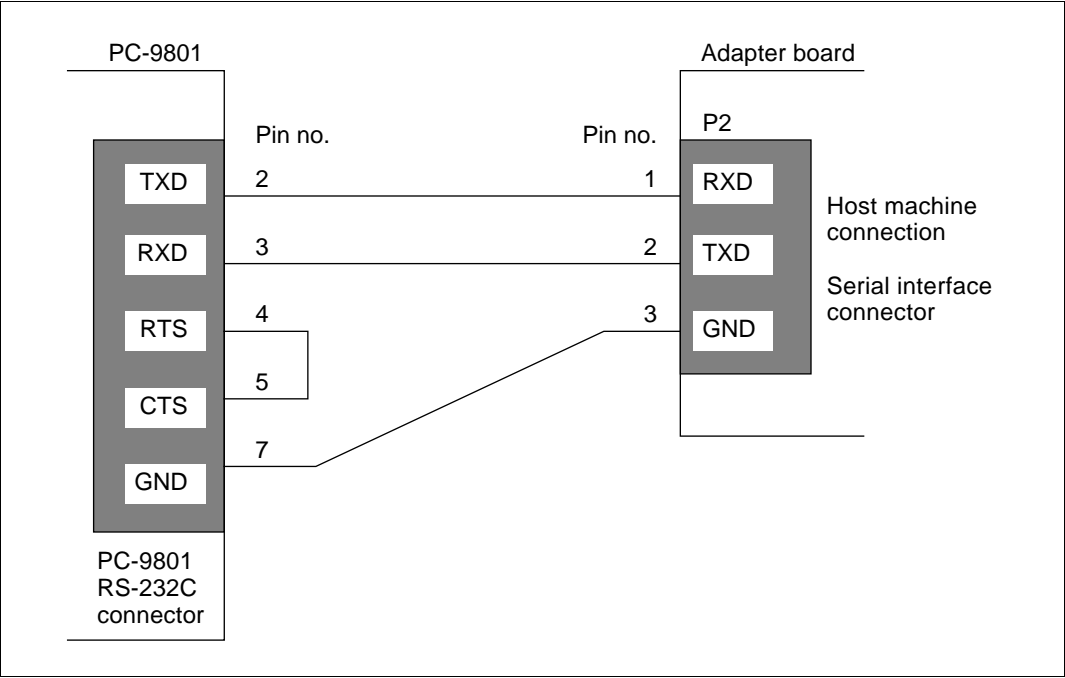 PC-9801
Adapter board
Pin no.
Pin no.
P2
TXD
2
1
RXD
RXD
3
2
TXD
RTS
4
3
GND
CTS
5
GND
7
Host machine
connection
Serial interface
connector
PC-9801
RS-232C
connector